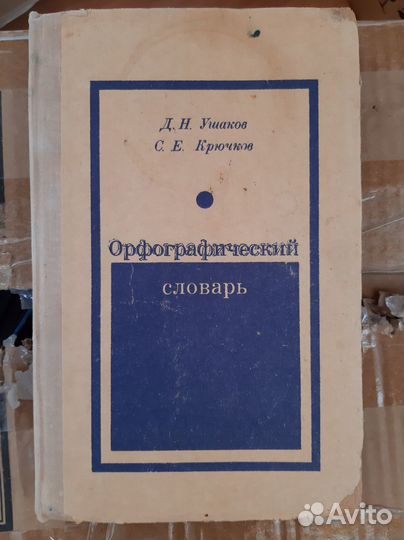 Д. Н. Ушаков
С. Е. Крючков
Орфографический
словарь
Avito